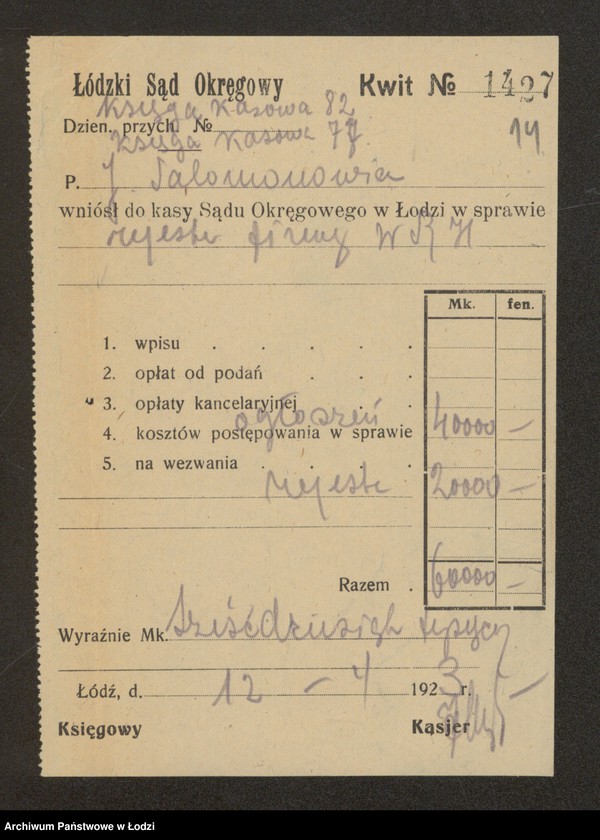 Łódzki Sąd Okręgowy Kwit № 1427
Księga Kasowa 82
Dzien. przych. № 14
Księga Kasowa 77
P. J Salomonowicz
wniósł do kasy Sądu Okręgowego w Łodzi w sprawie
rejestr firmy W R H
Mk. fen.
1. wpisu
2. opłat od podań
3. opłaty kancelaryjnej
ogłoszeń 40000 —
4. kosztów postępowania w sprawie
5. na wezwania
rejestr 20000 —
Razem 60000 —
Wyraźnie Mk. Sześćdziesiąt tysięcy
Łódź, d. 12 – 4 1923 r.
Księgowy Kasjer
Archiwum Państwowe w Łodzi